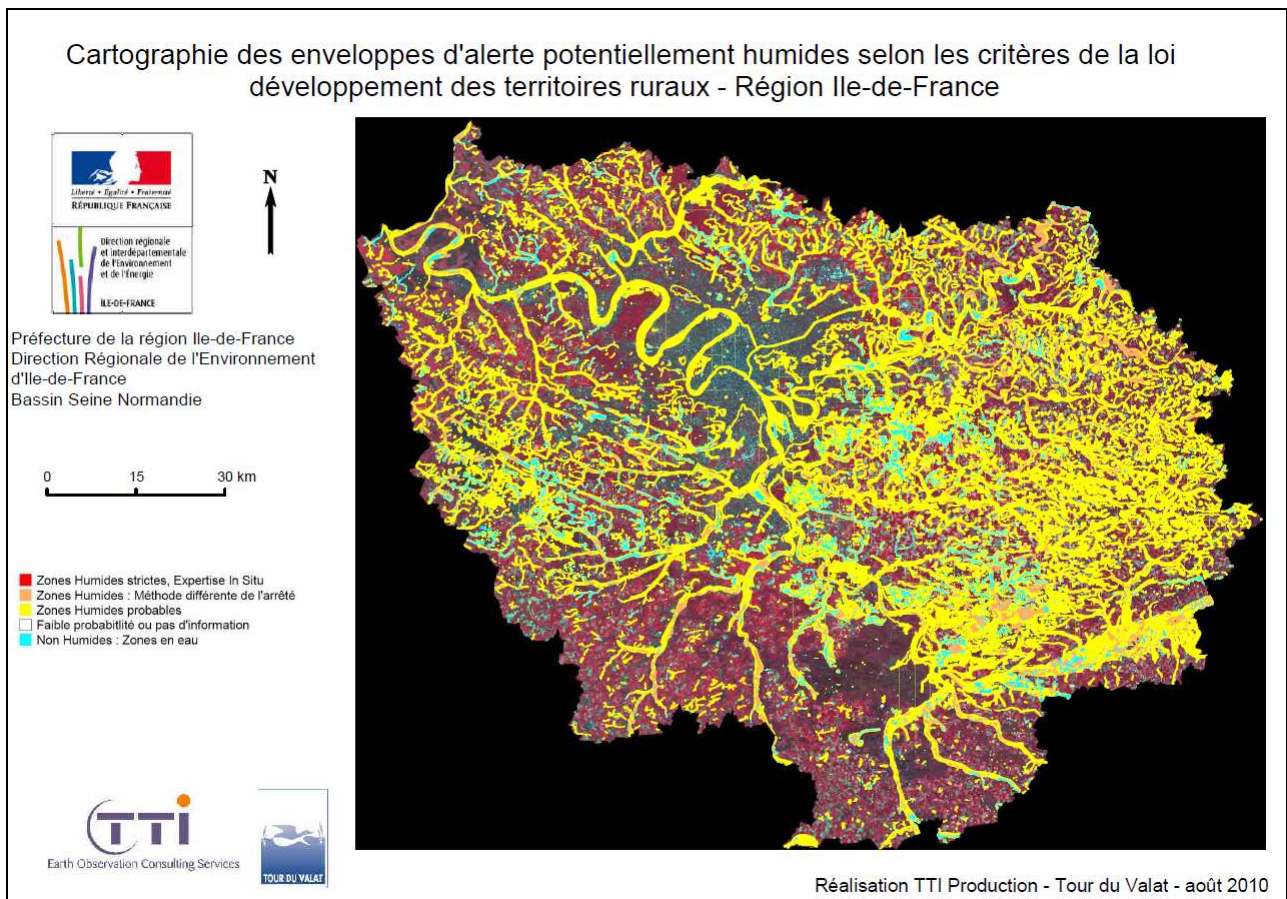 Cartographie des enveloppes d'alerte potentiellement humides selon les critères de la loi
développement des territoires ruraux - Région Ile-de-France
Liberté • Égalité • Fraternité
RÉPUBLIQUE FRANÇAISE
Direction régionale
et interdépartementale
de l'Environnement
et de l'Énergie
ÎLE-DE-FRANCE
N
Préfecture de la région Ile-de-France
Direction Régionale de l'Environnement
d'Ile-de-France
Bassin Seine Normandie
0 15 30 km
Zones Humides strictes, Expertise In Situ
Zones Humides : Méthode différente de l'arrêté
Zones Humides probables
Faible probabitlité ou pas d'information
Non Humides : Zones en eau
TTI
Earth Observation Consulting Services
TOUR DU VALAT
Réalisation TTI Production - Tour du Valat - août 2010